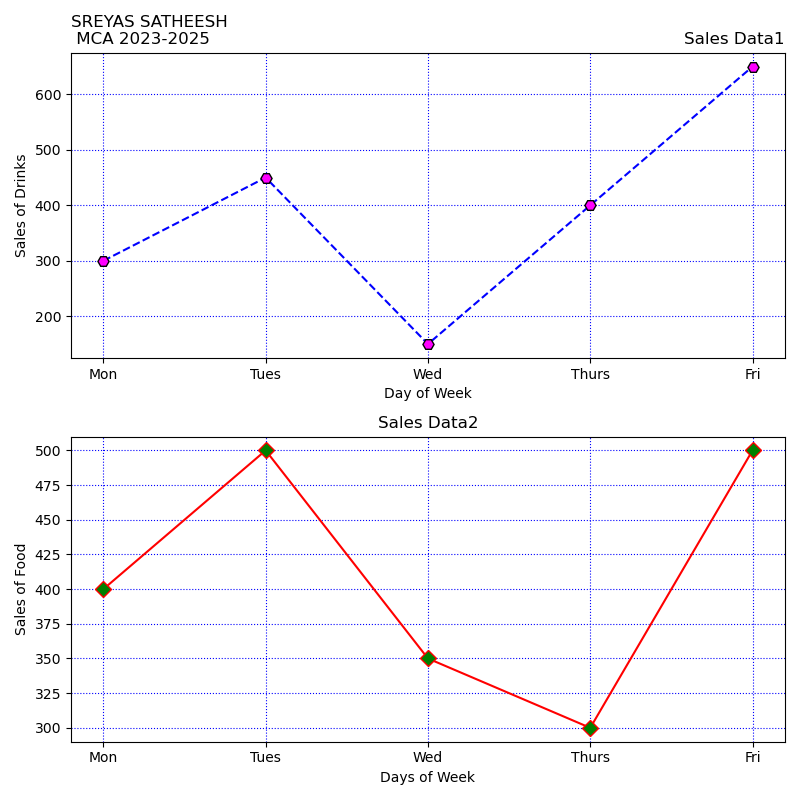 SREYAS SATHEESH
MCA 2023-2025
Sales Data1
600
500
400
300
200
Sales of Drinks
Mon Tues Wed Thurs Fri
Day of Week
Sales Data2
500
475
450
425
400
375
350
325
300
Sales of Food
Mon Tues Wed Thurs Fri
Days of Week